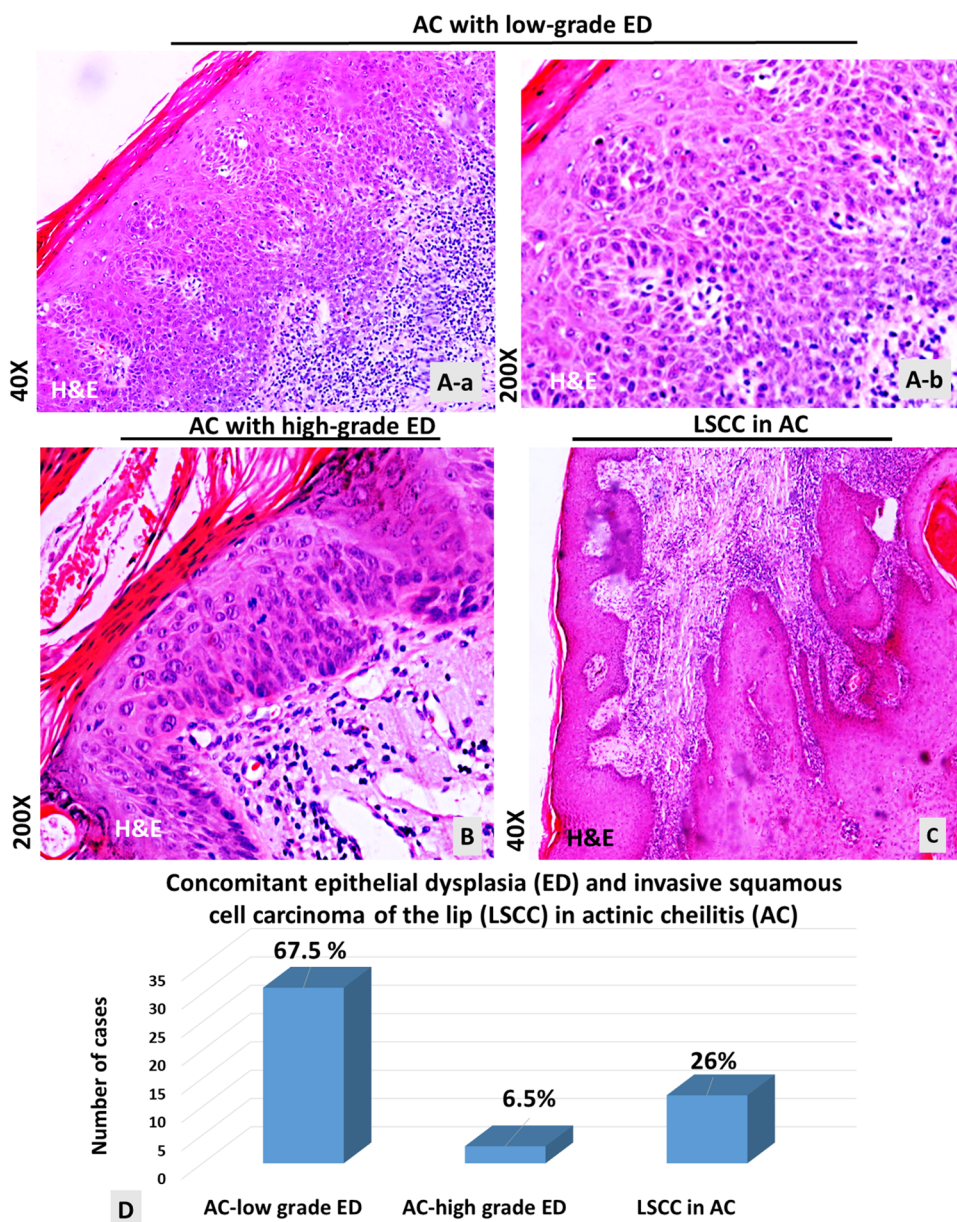 AC with low-grade ED
40X
H&E
A-a
200X
H&E
A-b
AC with high-grade ED
LSCC in AC
200X
H&E
B
40X
H&E
C
Concomitant epithelial dysplasia (ED) and invasive squamous
cell carcinoma of the lip (LSCC) in actinic cheilitis (AC)
67.5 %
6.5%
26%
Number of cases
35
30
25
20
15
10
5
0
D
AC-low grade ED
AC-high grade ED
LSCC in AC